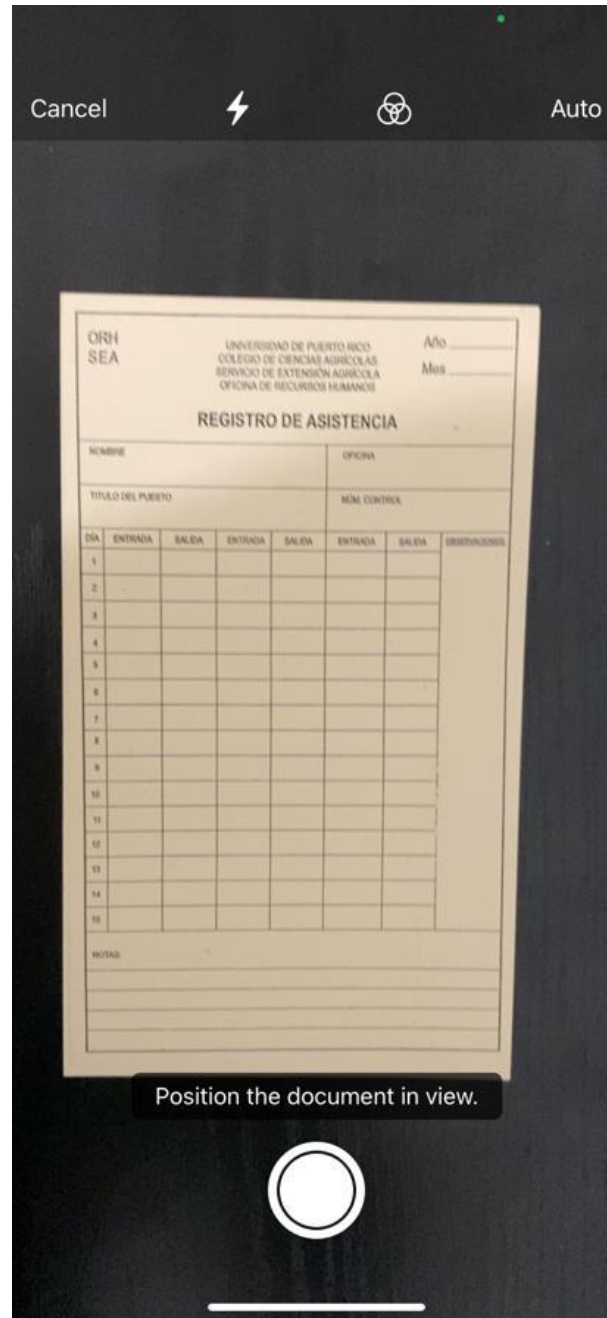 Cancel
Auto
ORH
SEA
UNIVERSIDAD DE PUERTO RICO
COLEGIO DE CIENCIAS AGRÍCOLAS
SERVICIO DE EXTENSIÓN AGRÍCOLA
OFICINA DE RECURSOS HUMANOS
Año
Mes
REGISTRO DE ASISTENCIA
NOMBRE
OFICINA
TITULO DEL PUESTO
NÚM. CONTROL
DÍA ENTRADA SALIDA ENTRADA SALIDA ENTRADA SALIDA OBSERVACIONES
1
2
3
4
5
6
7
8
9
10
11
12
13
14
15
NOTAS:
Position the document in view.